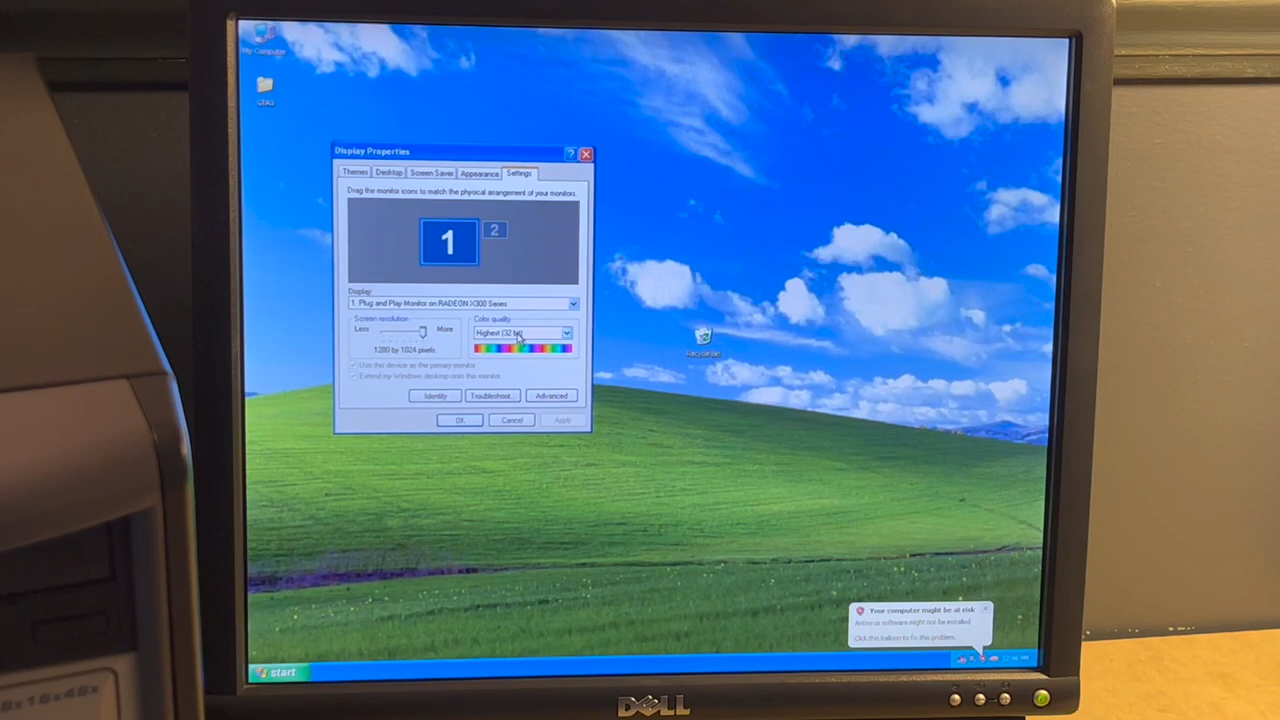 My Computer
GTA3
Display Properties
Themes Desktop Screen Saver Appearance Settings
Drag the monitor icons to match the physical arrangement of your monitors.
1 2
Display
1. Plug and Play Monitor on RADEON X300 Series
Screen resolution
Less More
1280 by 1024 pixels
Color quality
Highest (32 bit)
Use this device as the primary monitor
Extend my Windows desktop onto this monitor
Identify Troubleshoot... Advanced
OK Cancel Apply
Recycle Bin
Your computer might be at risk
Antivirus software might not be installed
Click this balloon to fix this problem.
start
DELL